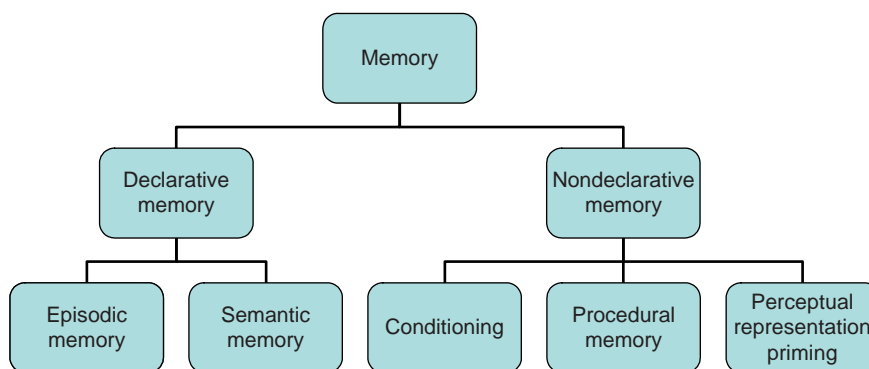 Memory
Declarative
memory
Nondeclarative
memory
Episodic
memory
Semantic
memory
Conditioning
Procedural
memory
Perceptual
representation
priming